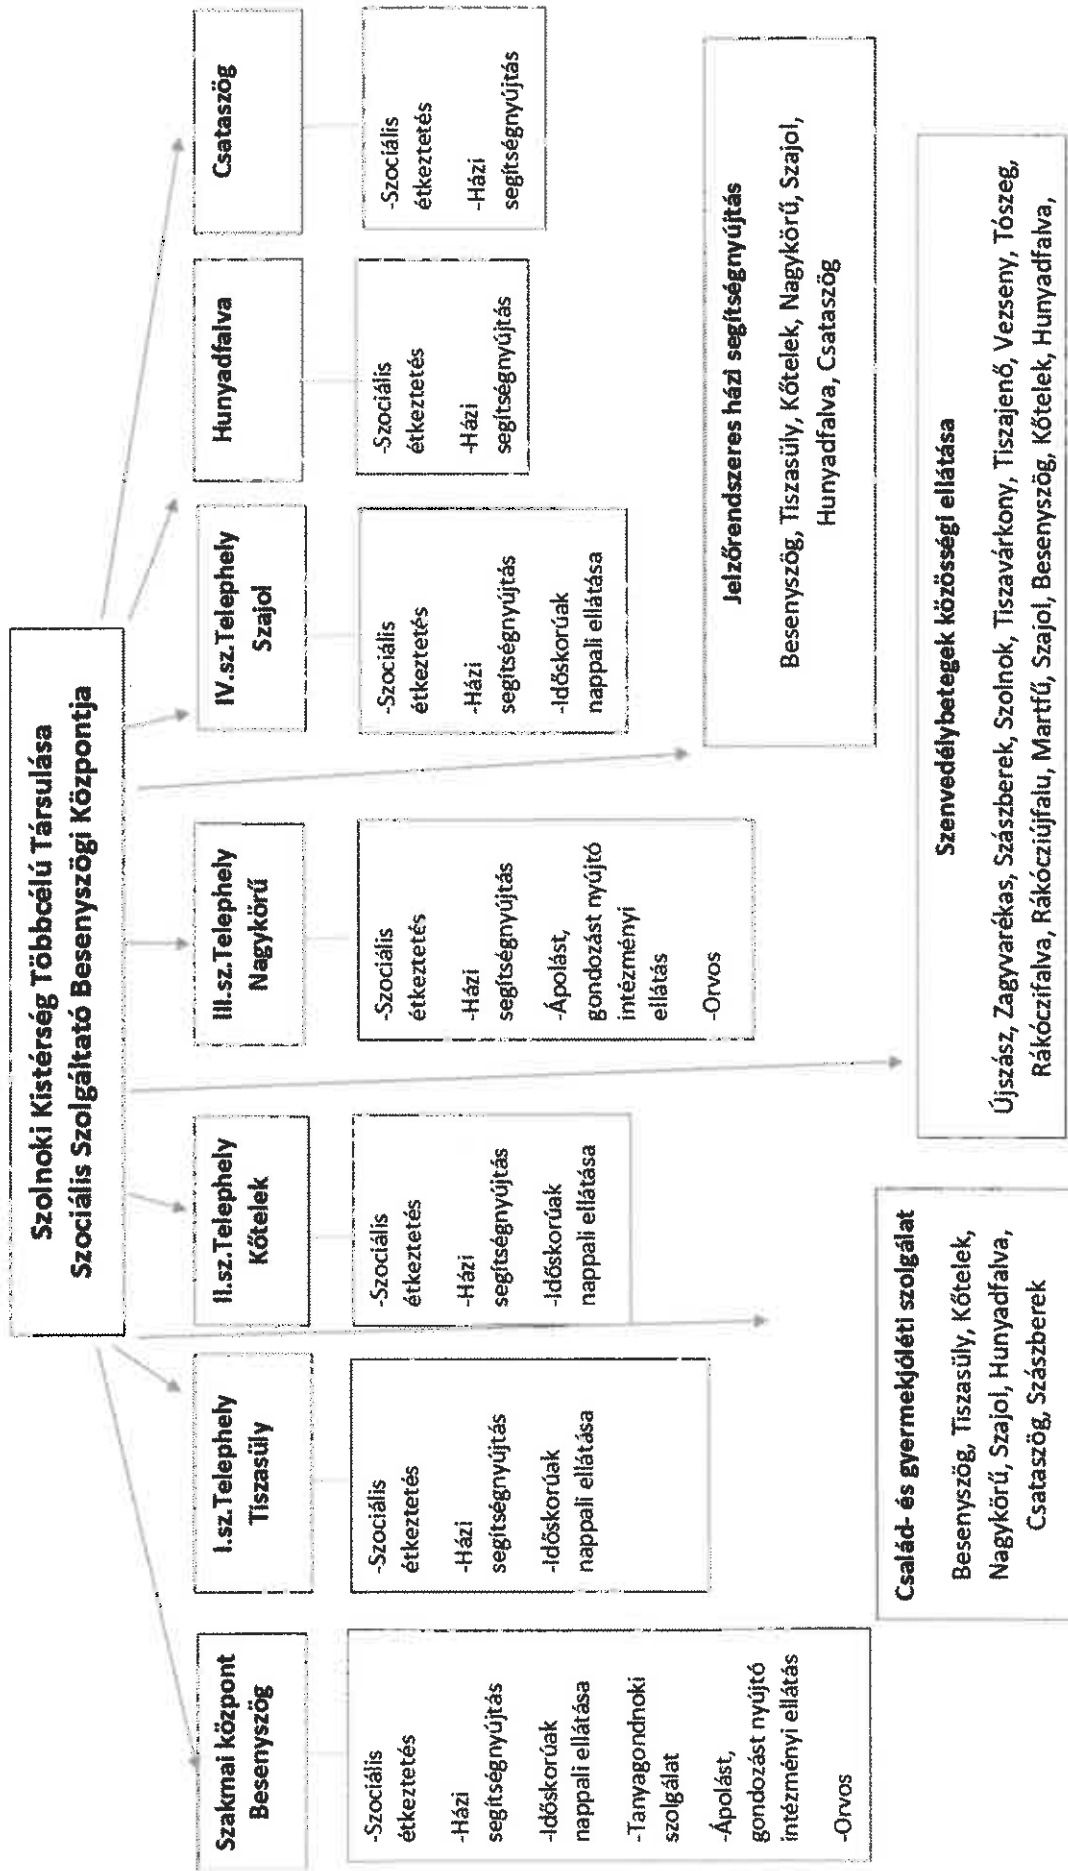 Szolnoki Kistérség Többcélú Társulása
Szociális Szolgáltató Besenyszögi Központja
Szakmai központ
Besenyszög
-Szociális
étkeztetés
-Házi
segítségnyújtás
-Időskorúak
nappali ellátása
-Tanyagondnoki
szolgálat
-Ápolást,
gondozást nyújtó
intézményi ellátás
-Orvos
I.sz.Telephely
Tiszasüly
-Szociális
étkeztetés
-Házi
segítségnyújtás
-Időskorúak
nappali ellátása
II.sz.Telephely
Kőtelek
-Szociális
étkeztetés
-Házi
segítségnyújtás
-Időskorúak
nappali ellátása
III.sz.Telephely
Nagykörű
-Szociális
étkeztetés
-Házi
segítségnyújtás
-Ápolást,
gondozást nyújtó
intézményi
ellátás
-Orvos
IV.sz.Telephely
Szajol
-Szociális
étkeztetés
-Házi
segítségnyújtás
-Időskorúak
nappali ellátása
Hunyadfalva
-Szociális
étkeztetés
-Házi
segítségnyújtás
Csataszög
-Szociális
étkeztetés
-Házi
segítségnyújtás
Jelzőrendszeres házi segítségnyújtás
Besenyszög, Tiszasüly, Kőtelek, Nagykörű, Szajol,
Hunyadfalva, Csataszög
Család- és gyermekjóléti szolgálat
Besenyszög, Tiszasüly, Kőtelek,
Nagykörű, Szajol, Hunyadfalva,
Csataszög, Szászberek
Szenvedélybetegek közösségi ellátása
Újszász, Zagyvarékas, Szászberek, Szolnok, Tiszavárkony, Tiszajenő, Vezseny, Tószeg,
Rákóczifalva, Rákócziújfalu, Martfű, Szajol, Besenyszög, Kőtelek, Hunyadfalva,